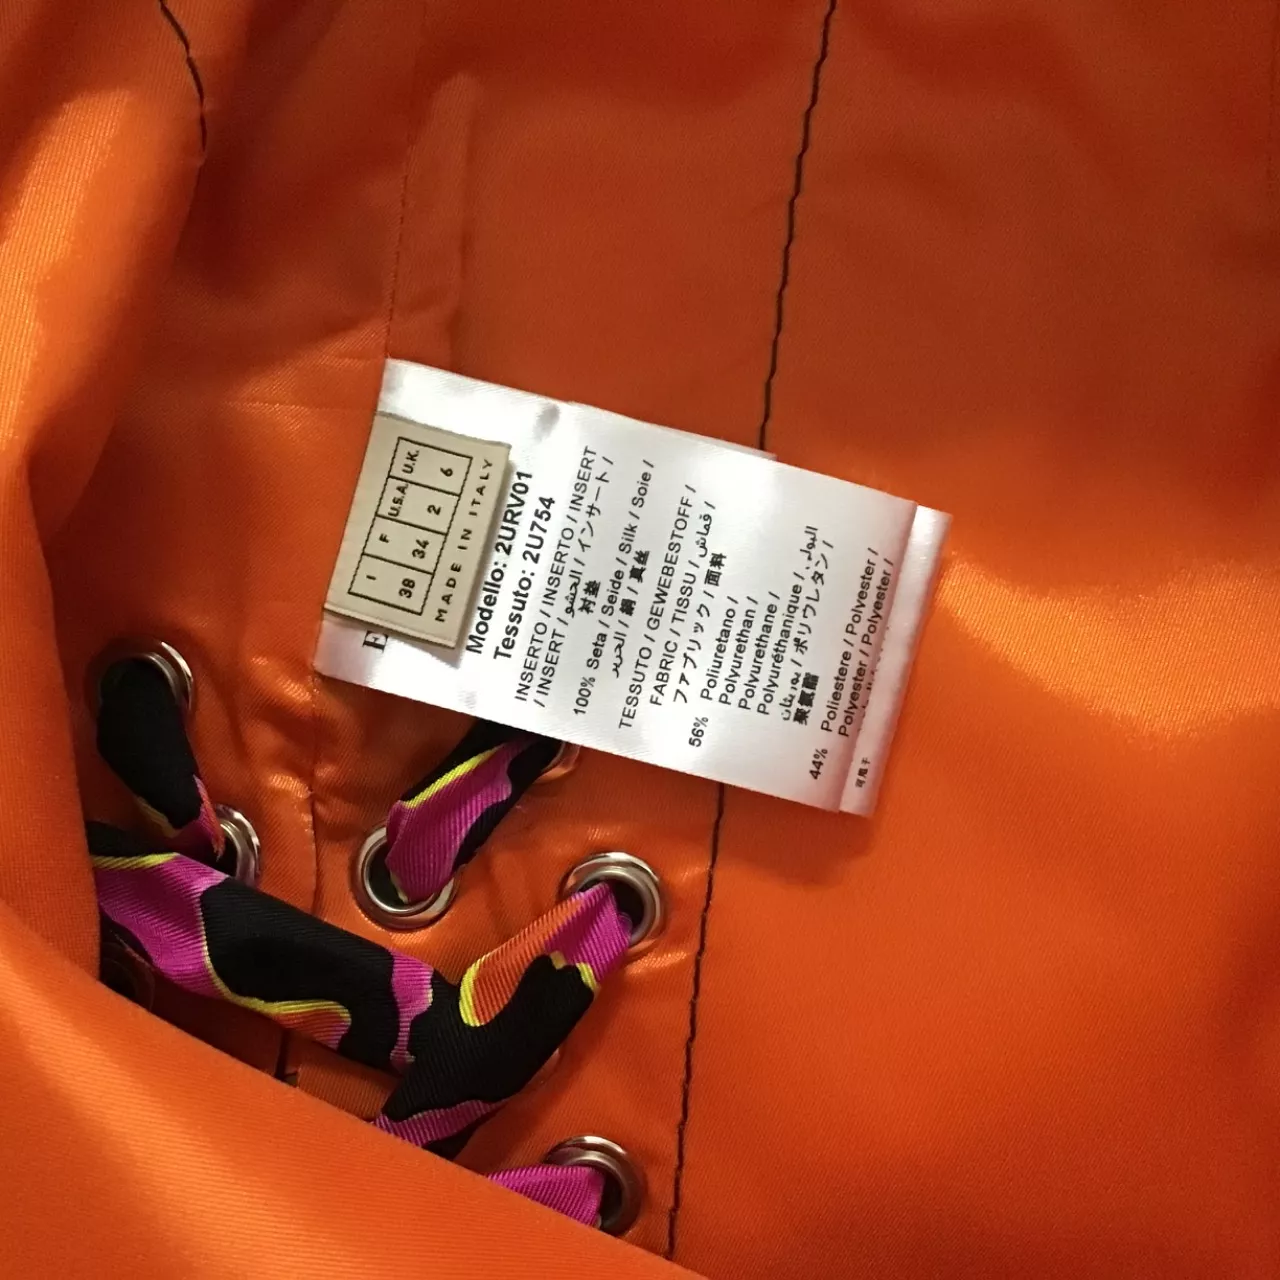 I F U.S.A. U.K.
38 34 2 6
MADE IN ITALY
E
Modello: 2URV01
Tessuto: 2U754
INSERTO / INSERTO / INSERT
/ INSERT / الحشو / インサート /
衬垫
100% Seta / Seide / Silk / Soie /
الحرير / 絹 / 真丝
TESSUTO / GEWEBESTOFF /
FABRIC / TISSU / قماش /
ファブリック / 面料
56% Poliuretano /
Polyurethan /
Polyurethane /
Polyuréthanique /
ポリウレタン /
聚氨酯
44% Poliestere / Polyester /
Polyester / Polyester /